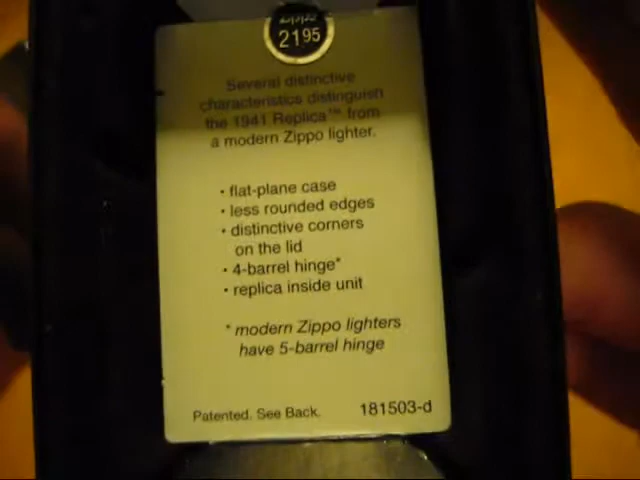 Zippo
2195
Several distinctive
characteristics distinguish
the 1941 Replica™ from
a modern Zippo lighter.
• flat-plane case
• less rounded edges
• distinctive corners
on the lid
• 4-barrel hinge*
• replica inside unit
* modern Zippo lighters
have 5-barrel hinge
Patented. See Back.
181503-d